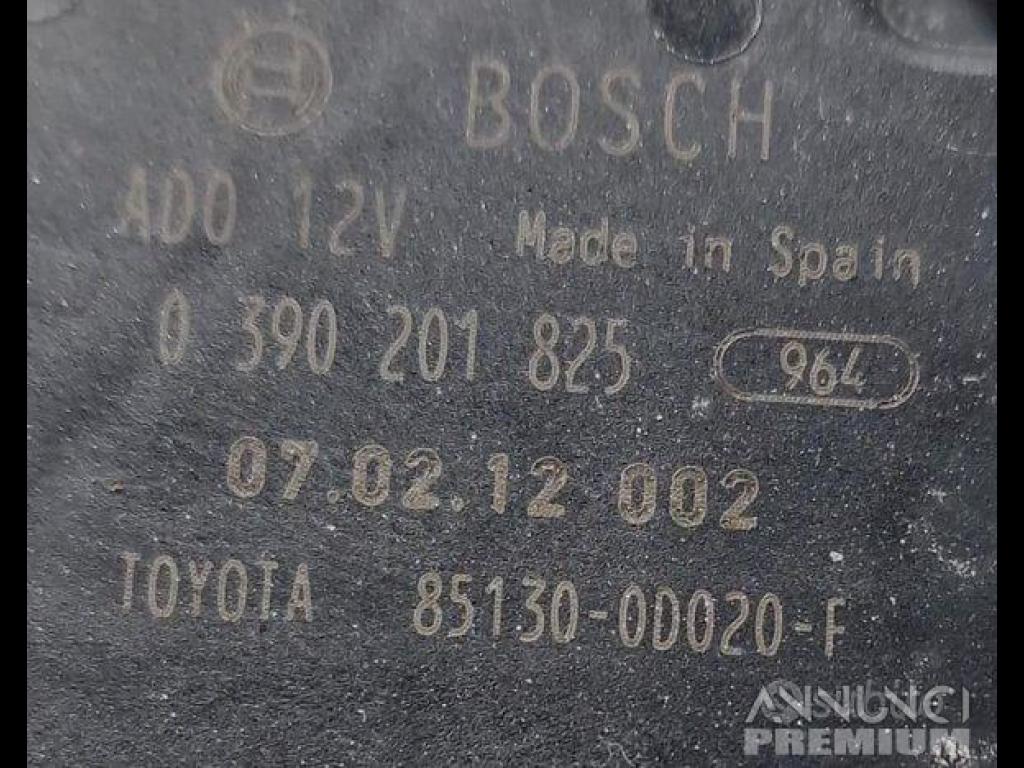 BOSCH
ADO 12V Made in Spain
0 390 201 825 964
07.02.12 002
TOYOTA 85130-0D020-F
ANNUNCI
PREMIUM